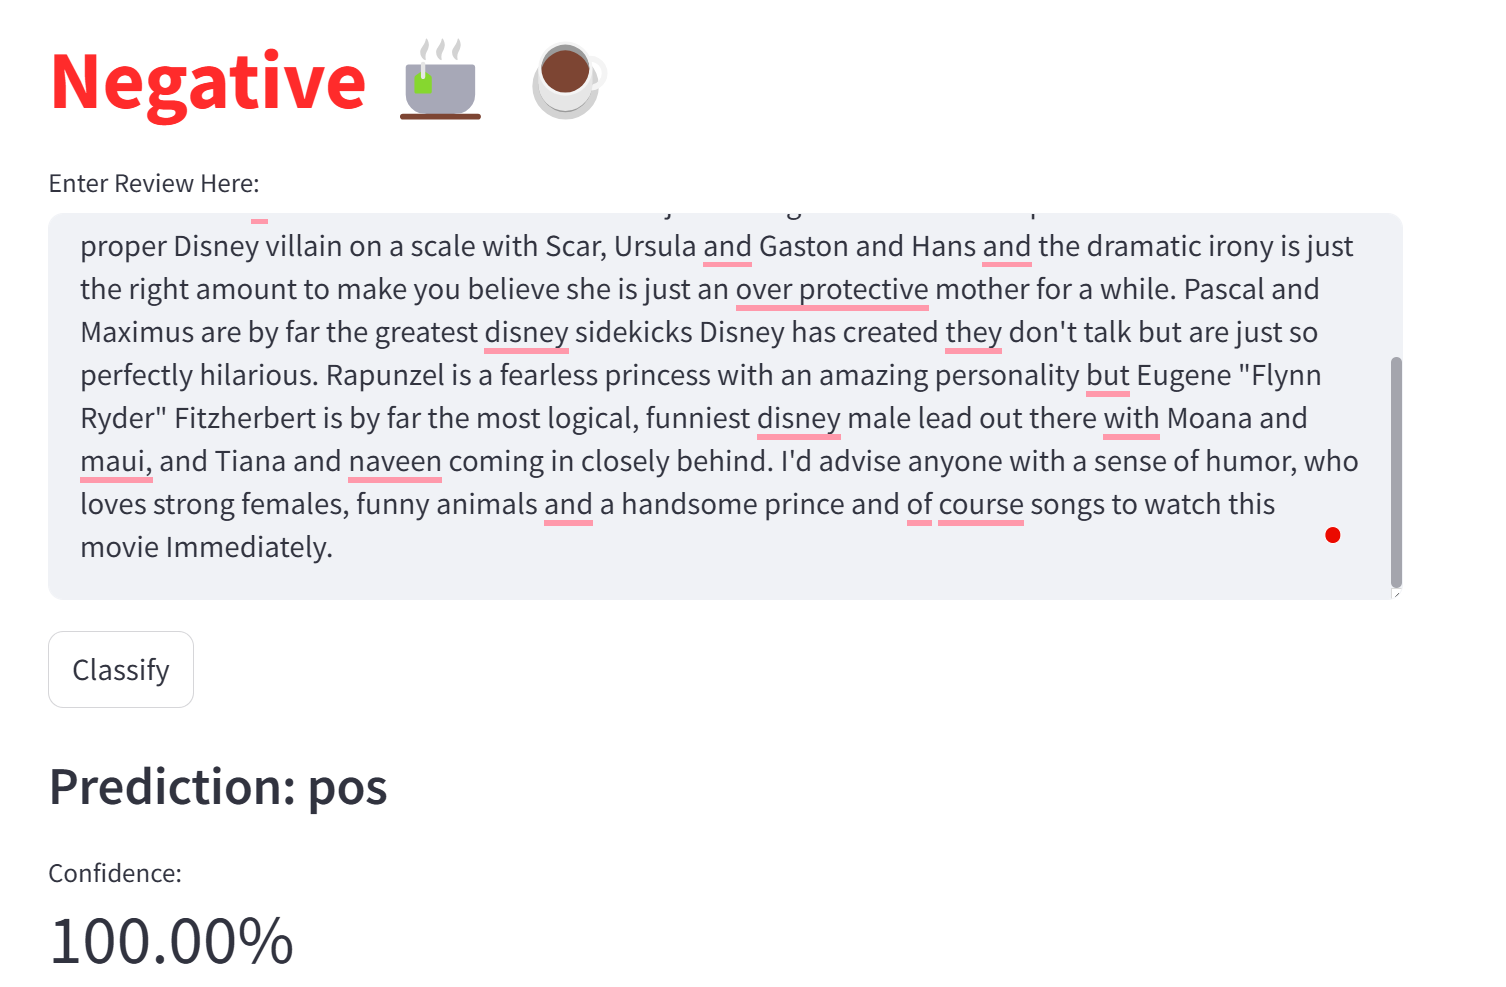 Negative
Enter Review Here:
proper Disney villain on a scale with Scar, Ursula and Gaston and Hans and the dramatic irony is just
the right amount to make you believe she is just an over protective mother for a while. Pascal and
Maximus are by far the greatest disney sidekicks Disney has created they don't talk but are just so
perfectly hilarious. Rapunzel is a fearless princess with an amazing personality but Eugene "Flynn
Ryder" Fitzherbert is by far the most logical, funniest disney male lead out there with Moana and
maui, and Tiana and naveen coming in closely behind. I'd advise anyone with a sense of humor, who
loves strong females, funny animals and a handsome prince and of course songs to watch this
movie Immediately.
Classify
Prediction: pos
Confidence:
100.00%